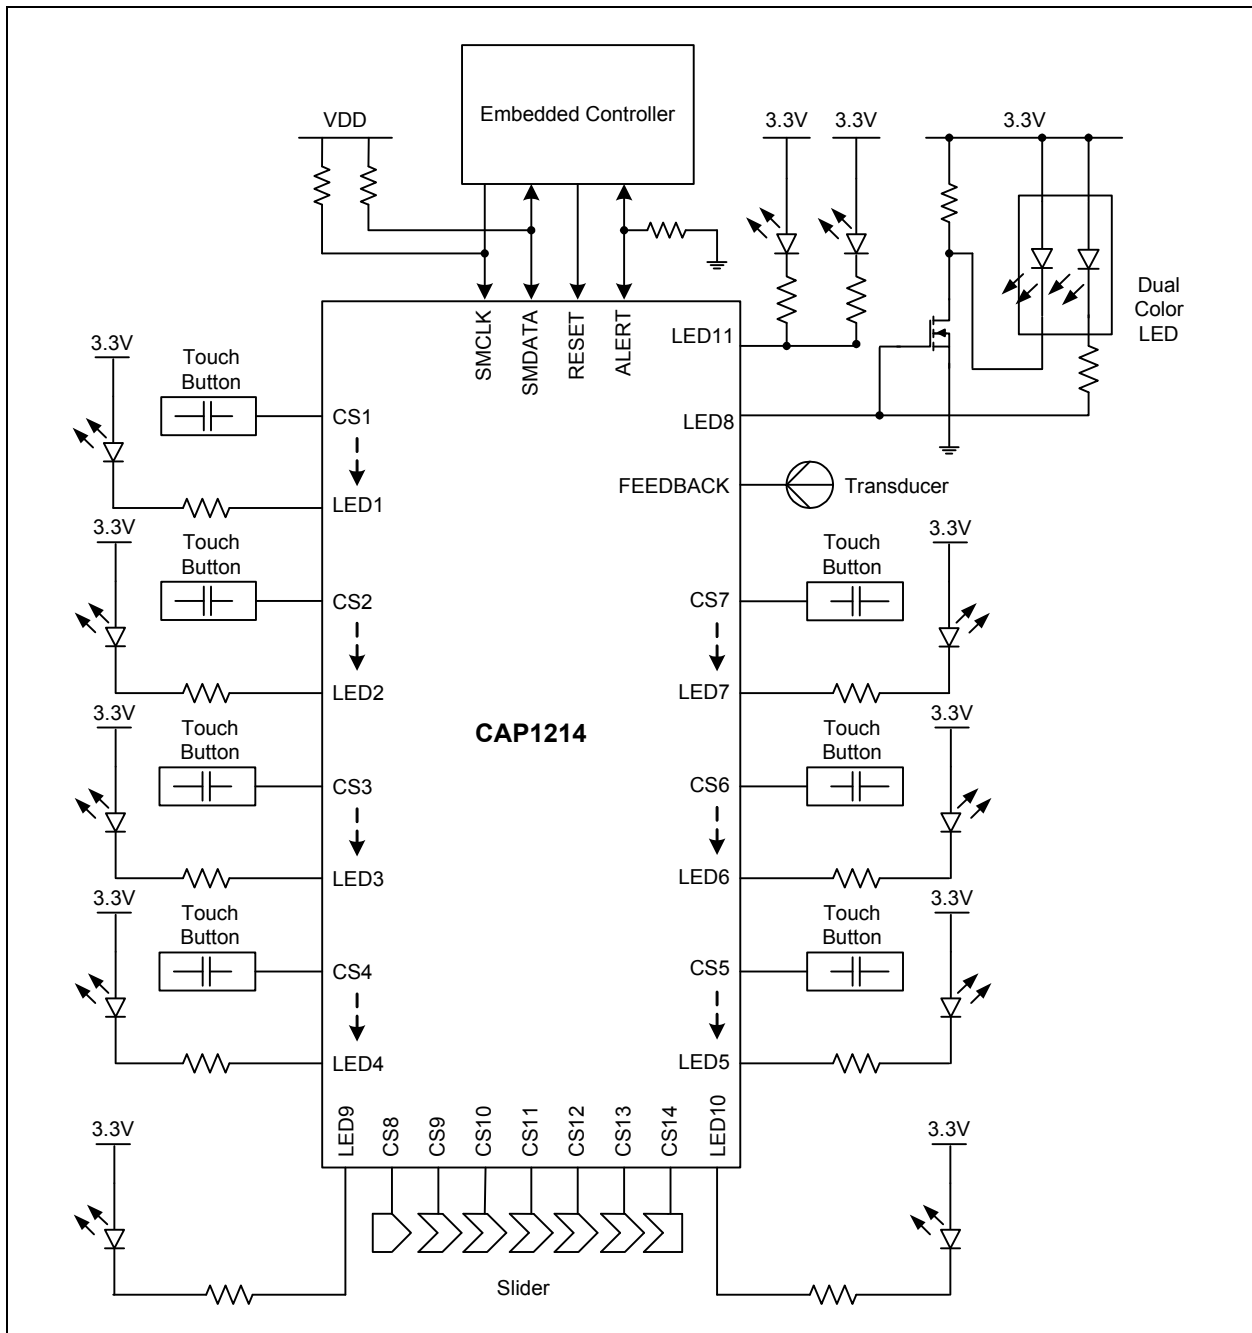 Embedded Controller
VDD
3.3V
3.3V
3.3V
Dual
Color
LED
SMCLK
SMDATA
RESET
ALERT
LED11
LED8
FEEDBACK
Transducer
3.3V
Touch
Button
CS1
LED1
3.3V
Touch
Button
CS2
LED2
Touch
Button
3.3V
CS7
LED7
3.3V
Touch
Button
CS3
LED3
CAP1214
Touch
Button
3.3V
CS6
LED6
3.3V
Touch
Button
CS4
LED4
Touch
Button
3.3V
CS5
LED5
LED9
CS8
CS9
CS10
CS11
CS12
CS13
CS14
LED10
3.3V
3.3V
Slider